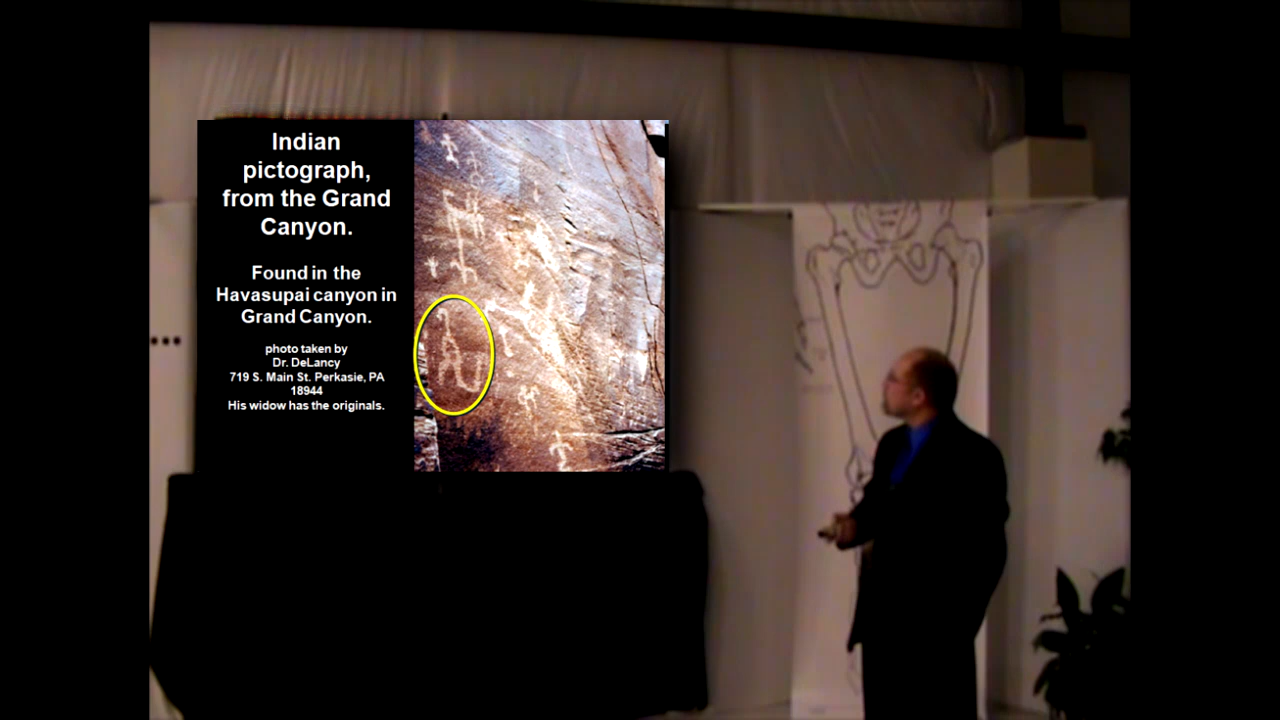 Indian
pictograph,
from the Grand
Canyon.
Found in the
Havasupai canyon in
Grand Canyon.
photo taken by
Dr. DeLancy
719 S. Main St. Perkasie, PA
18944
His widow has the originals.